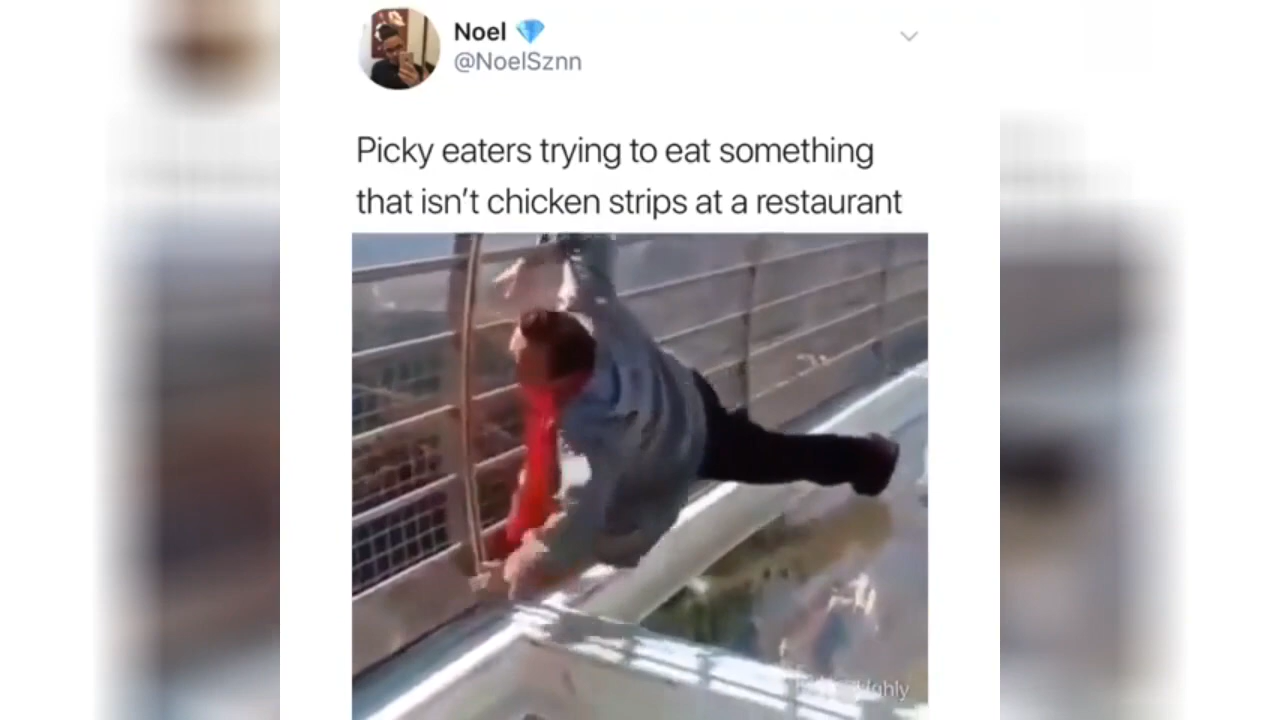 Noel 💎
@NoelSznn
Picky eaters trying to eat something
that isn't chicken strips at a restaurant